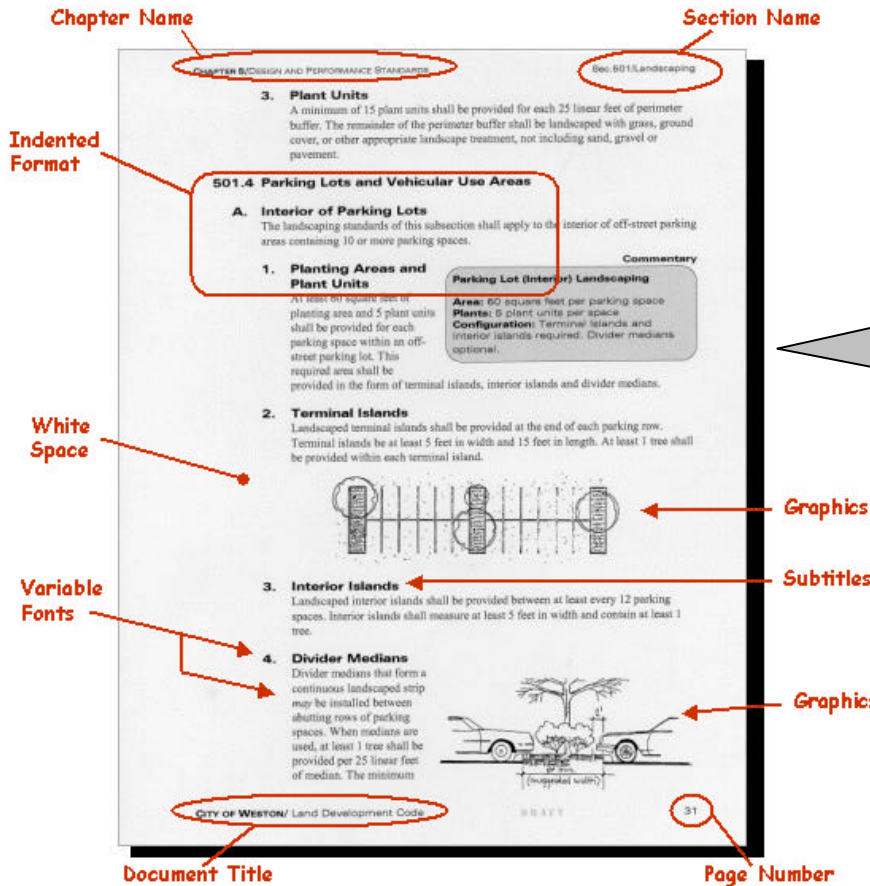 Chapter Name
Section Name
CHAPTER 5/DESIGN AND PERFORMANCE STANDARDS
Sec.501/Landscaping
3. Plant Units
A minimum of 15 plant units shall be provided for each 25 linear feet of perimeter
buffer. The remainder of the perimeter buffer shall be landscaped with grass, ground
cover, or other appropriate landscape treatment, not including sand, gravel or
pavement.
Indented
Format
501.4 Parking Lots and Vehicular Use Areas
A. Interior of Parking Lots
The landscaping standards of this subsection shall apply to the interior of off-street parking
areas containing 10 or more parking spaces.
Commentary
1. Planting Areas and
Plant Units
At least 60 square feet of
planting area and 5 plant units
shall be provided for each
parking space within an off-
street parking lot. This
required area shall be
provided in the form of terminal islands, interior islands and divider medians.
Parking Lot (Interior) Landscaping
Area: 60 square feet per parking space
Plants: 5 plant units per space
Configuration: Terminal Islands and
interior islands required. Divider medians
optional.
2. Terminal Islands
Landscaped terminal islands shall be provided at the end of each parking row.
Terminal islands be at least 5 feet in width and 15 feet in length. At least 1 tree shall
be provided within each terminal island.
White
Space
Graphics
3. Interior Islands
Subtitles
Landscaped interior islands shall be provided between at least every 12 parking
spaces. Interior islands shall measure at least 5 feet in width and contain at least 1
tree.
Variable
Fonts
4. Divider Medians
Divider medians that form a
continuous landscaped strip
may be installed between
abutting rows of parking
spaces. When medians are
used, at least 1 tree shall be
provided per 25 linear feet
of median. The minimum
Graphics
(suggested width)
CITY OF WESTON/ Land Development Code
DRAFT
31
Document Title
Page Number